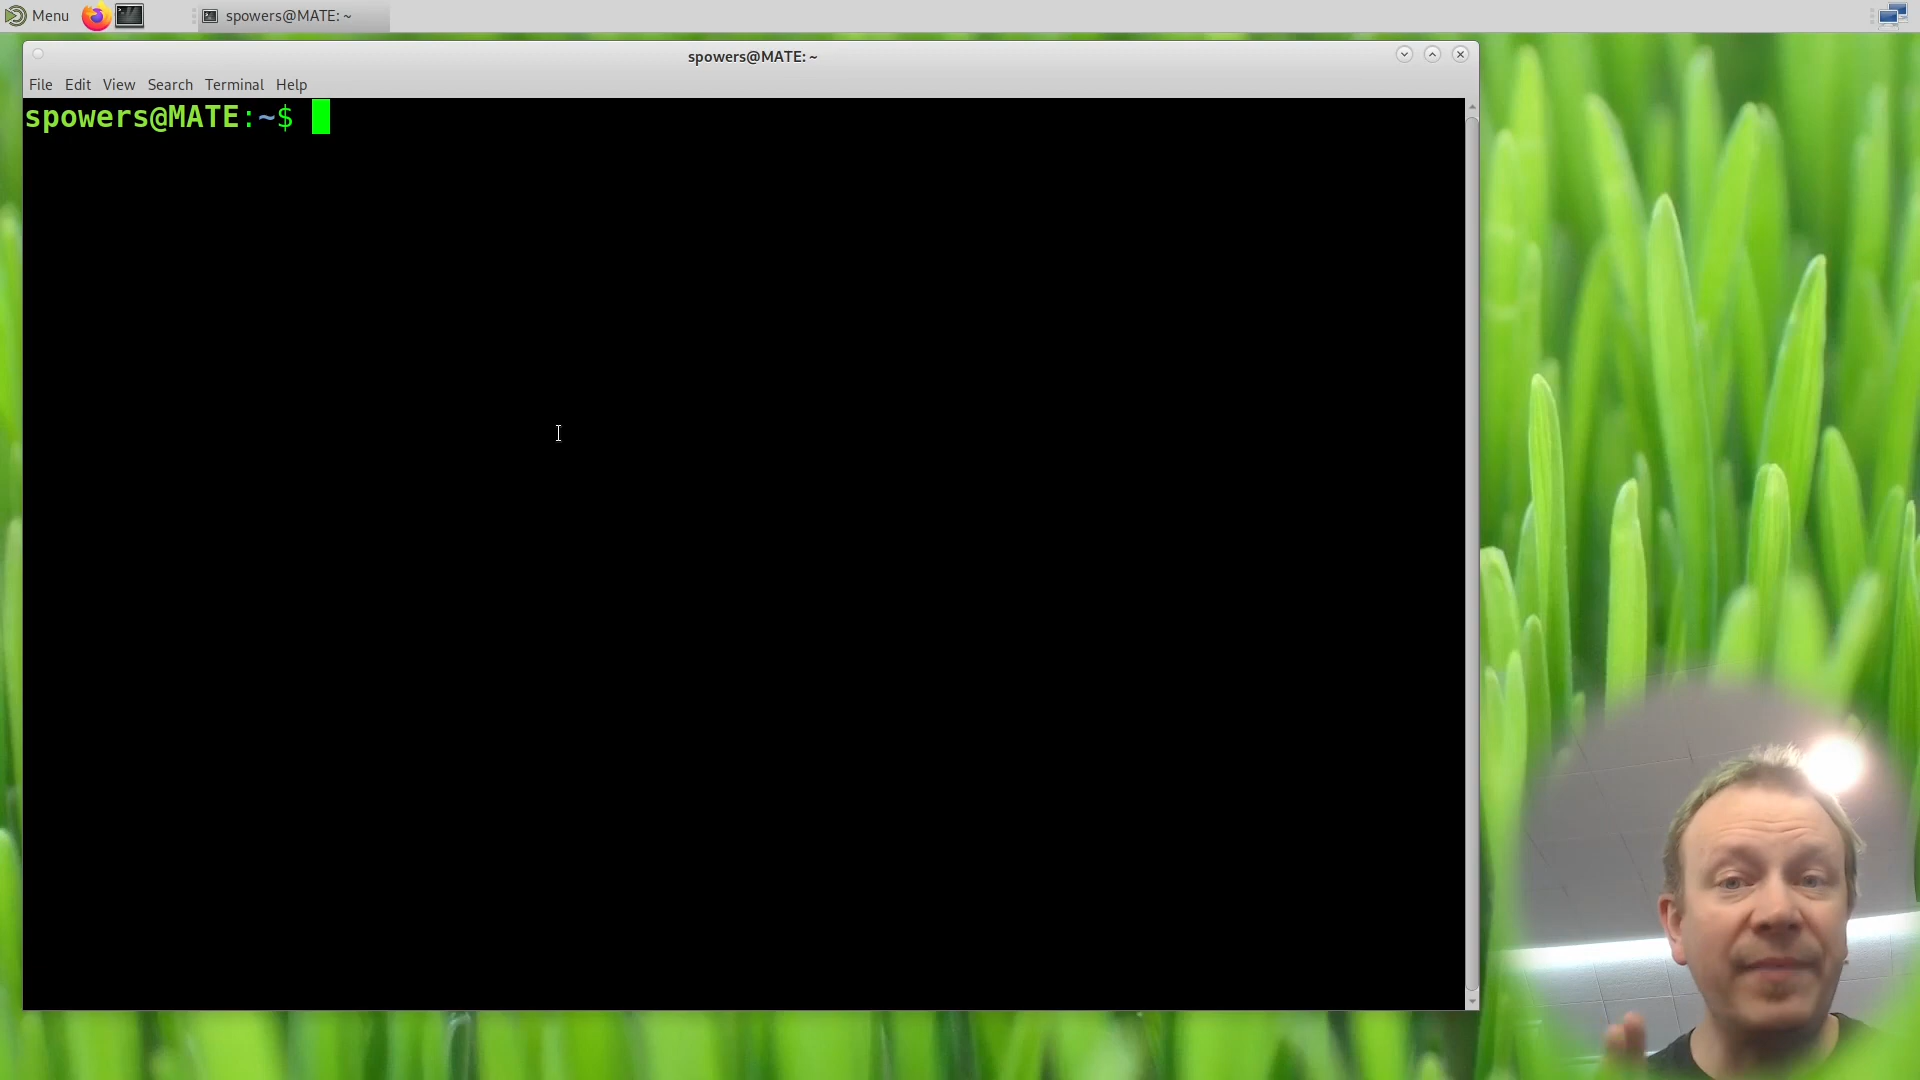 Menu
spowers@MATE: ~
spowers@MATE: ~
File Edit View Search Terminal Help
spowers@MATE:~$